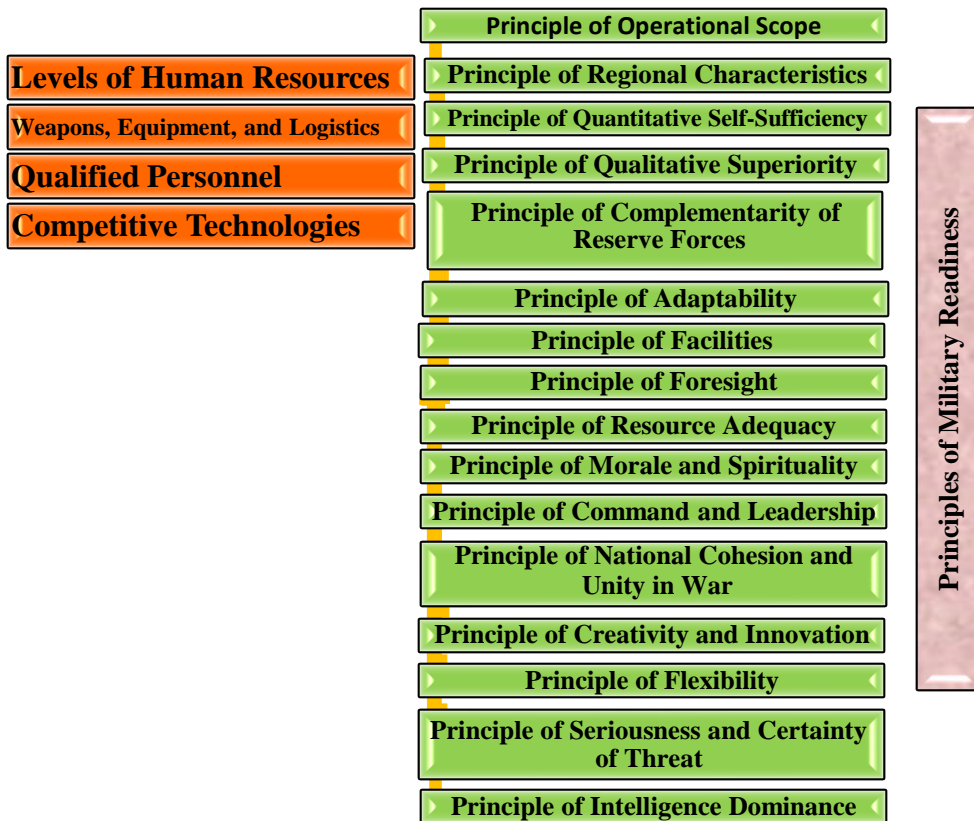 Levels of Human Resources
Weapons, Equipment, and Logistics
Qualified Personnel
Competitive Technologies
Principle of Operational Scope
Principle of Regional Characteristics
Principle of Quantitative Self-Sufficiency
Principle of Qualitative Superiority
Principle of Complementarity of
Reserve Forces
Principle of Adaptability
Principle of Facilities
Principle of Foresight
Principle of Resource Adequacy
Principle of Morale and Spirituality
Principle of Command and Leadership
Principle of National Cohesion and
Unity in War
Principle of Creativity and Innovation
Principle of Flexibility
Principle of Seriousness and Certainty
of Threat
Principle of Intelligence Dominance
Principles of Military Readiness